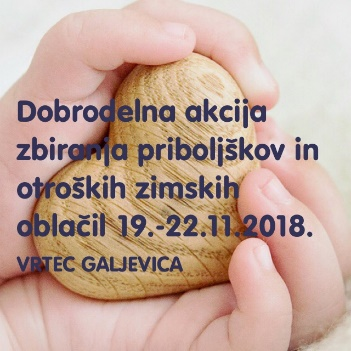 Dobrodelna akcija
zbiranja priboljškov in
otroških zimskih
oblačil 19.-22.11.2018.
VRTEC GALJEVICA